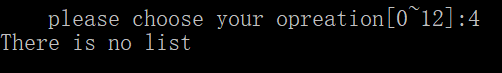 please choose your opreation[0~12]:4
There is no list